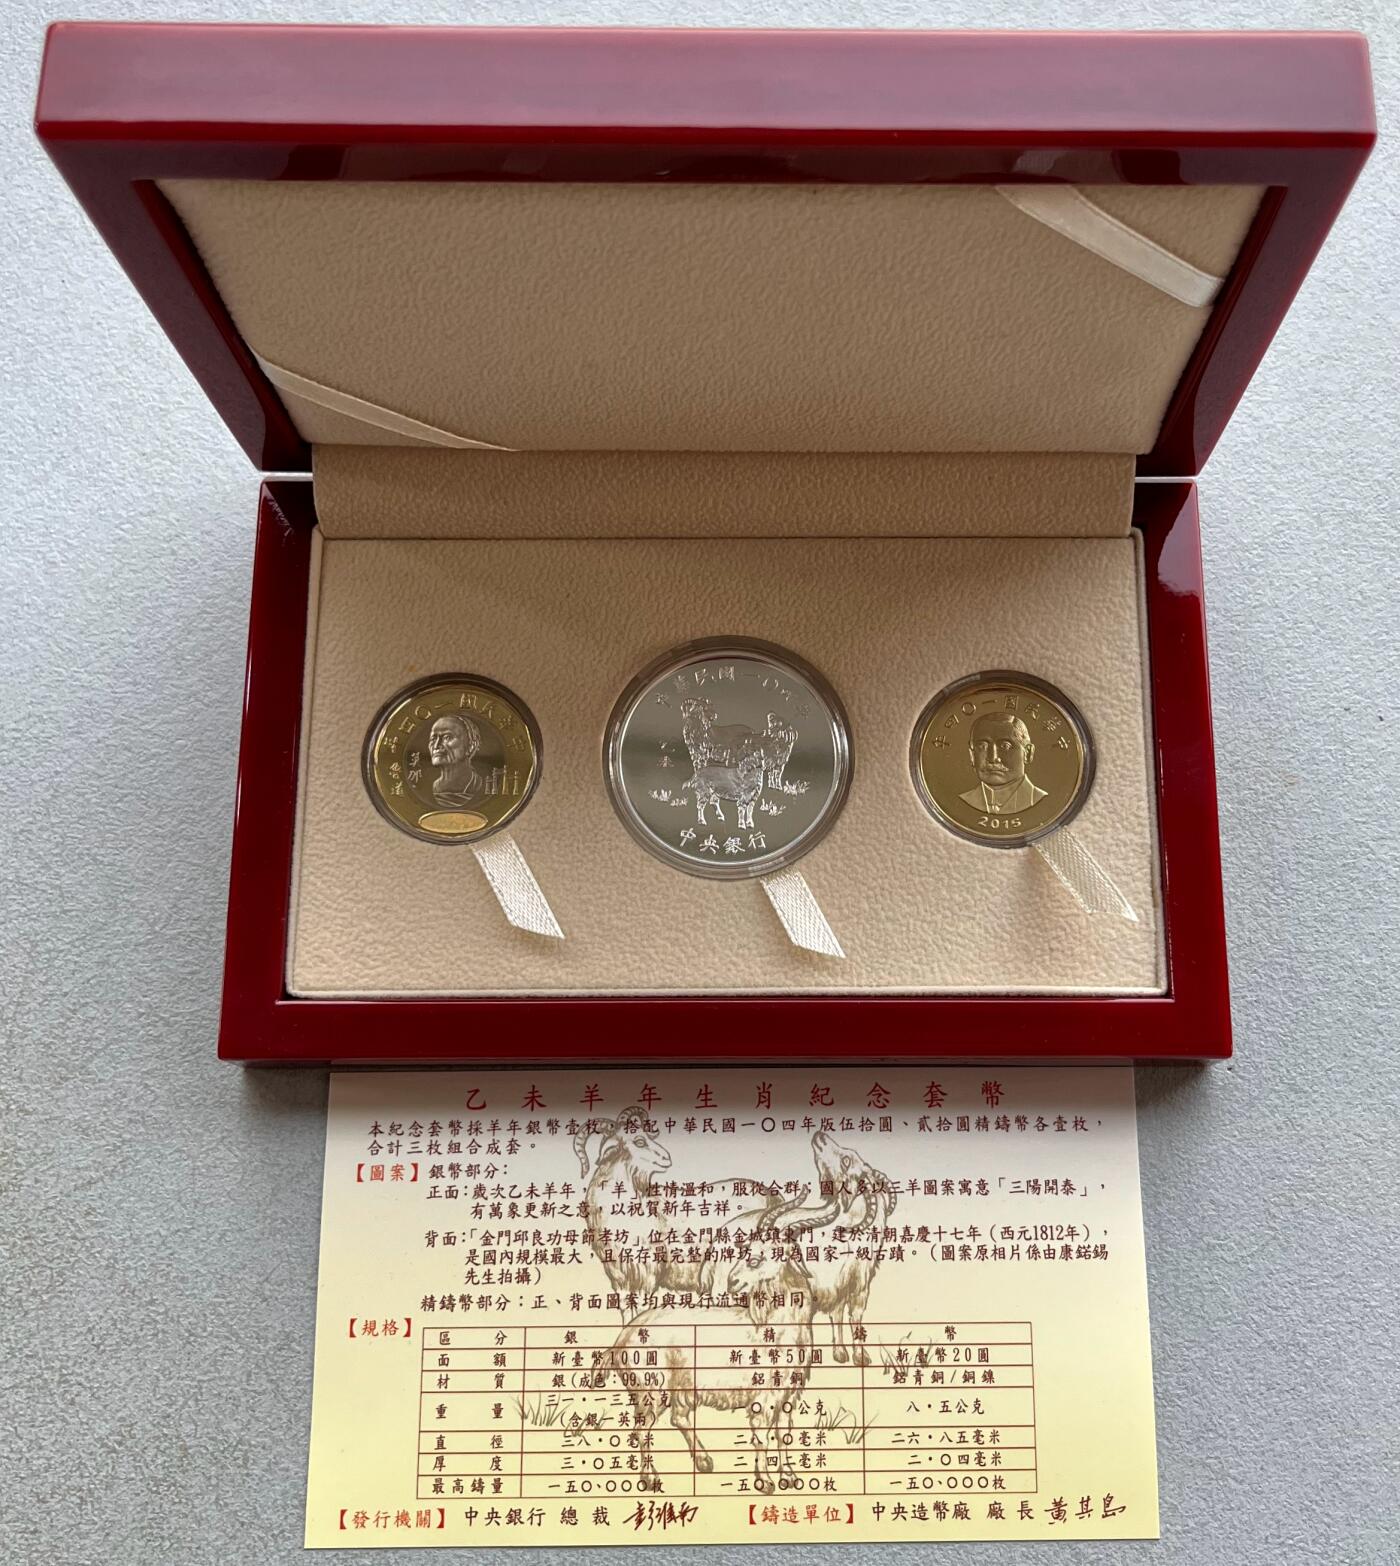 中華民國一〇四年
莫那魯道
中華民國一〇四年
乙未
中央銀行
中華民國一〇四年
2015
乙未羊年生肖紀念套幣
本紀念套幣採羊年銀幣壹枚，搭配中華民國一〇四年版伍拾圓、貳拾圓精鑄幣各壹枚，
合計三枚組合成套。
【圖案】銀幣部分：
正面：歲次乙未羊年，「羊」性情溫和，服從合群；國人多以三羊圖案寓意「三陽開泰」，
有萬象更新之意，以祝賀新年吉祥。
背面：「金門邱良功母節孝坊」位在金門縣金城鎮東門，建於清朝嘉慶十七年（西元1812年），
是國內規模最大，且保存最完整的牌坊，現為國家一級古蹟。（圖案原相片係由康鍩錫
先生拍攝）
精鑄幣部分：正、背面圖案均與現行流通幣相同。
【規格】
區分 銀幣 精鑄幣
面額 新臺幣100圓 新臺幣50圓 新臺幣20圓
材質 銀(成色：99.9%) 鋁青銅 鋁青銅/銅鎳
重量 三一．一三五公克 一〇．〇公克 八．五公克
(含銀一英兩)
直徑 三八．〇毫米 二八．〇毫米 二六．八五毫米
厚度 三．〇五毫米 二．四二毫米 二．〇四毫米
最高鑄量 一五〇、〇〇〇枚 一五〇、〇〇〇枚 一五〇、〇〇〇枚
【發行機關】中央銀行 總裁 彭淮南 【鑄造單位】中央造幣廠 廠長 黃其島